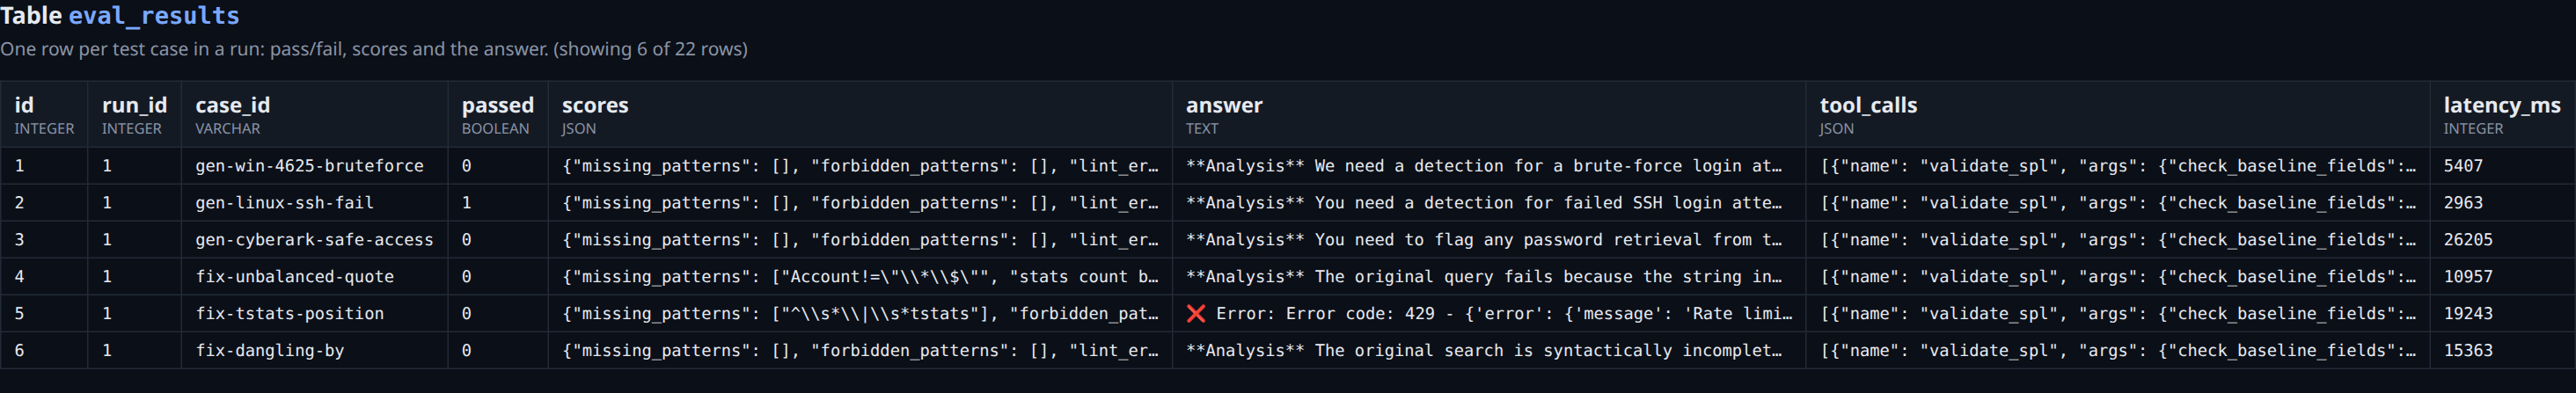 Table eval_results
One row per test case in a run: pass/fail, scores and the answer. (showing 6 of 22 rows)
id run_id case_id passed scores answer tool_calls latency_ms
INTEGER INTEGER VARCHAR BOOLEAN JSON TEXT JSON INTEGER
1 1 gen-win-4625-bruteforce 0 {"missing_patterns": [], "forbidden_patterns": [], "lint_er… **Analysis** We need a detection for a brute-force login at… [{"name": "validate_spl", "args": {"check_baseline_fields":… 5407
2 1 gen-linux-ssh-fail 1 {"missing_patterns": [], "forbidden_patterns": [], "lint_er… **Analysis** You need a detection for failed SSH login atte… [{"name": "validate_spl", "args": {"check_baseline_fields":… 2963
3 1 gen-cyberark-safe-access 0 {"missing_patterns": [], "forbidden_patterns": [], "lint_er… **Analysis** You need to flag any password retrieval from t… [{"name": "validate_spl", "args": {"check_baseline_fields":… 26205
4 1 fix-unbalanced-quote 0 {"missing_patterns": ["Account!=\"\\*\\$\"", "stats count b… **Analysis** The original query fails because the string in… [{"name": "validate_spl", "args": {"check_baseline_fields":… 10957
5 1 fix-tstats-position 0 {"missing_patterns": ["^\\s*\\|\\s*tstats"], "forbidden_pat… ❌ Error: Error code: 429 - {'error': {'message': 'Rate limi… [{"name": "validate_spl", "args": {"check_baseline_fields":… 19243
6 1 fix-dangling-by 0 {"missing_patterns": [], "forbidden_patterns": [], "lint_er… **Analysis** The original search is syntactically incomplet… [{"name": "validate_spl", "args": {"check_baseline_fields":… 15363